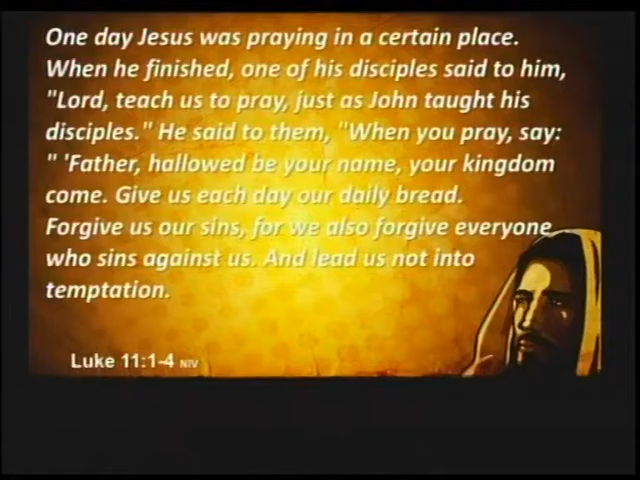 One day Jesus was praying in a certain place.
When he finished, one of his disciples said to him,
"Lord, teach us to pray, just as John taught his
disciples." He said to them, "When you pray, say:
" 'Father, hallowed be your name, your kingdom
come. Give us each day our daily bread.
Forgive us our sins, for we also forgive everyone
who sins against us. And lead us not into
temptation.
Luke 11:1-4 NIV